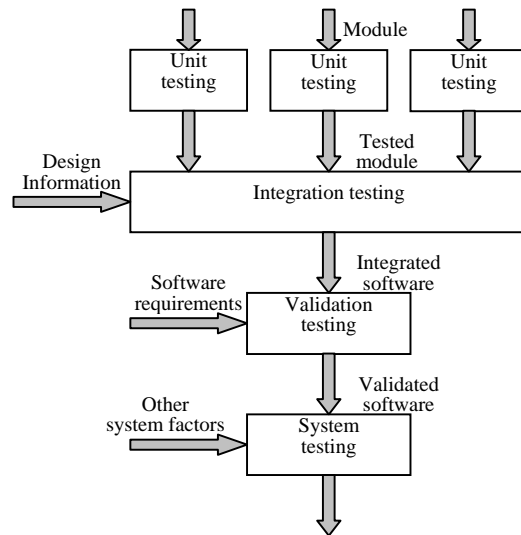 Module
Unit
testing
Unit
testing
Unit
testing
Tested
module
Design
Information
Integration testing
Integrated
software
Software
requirements
Validation
testing
Validated
software
Other
system factors
System
testing